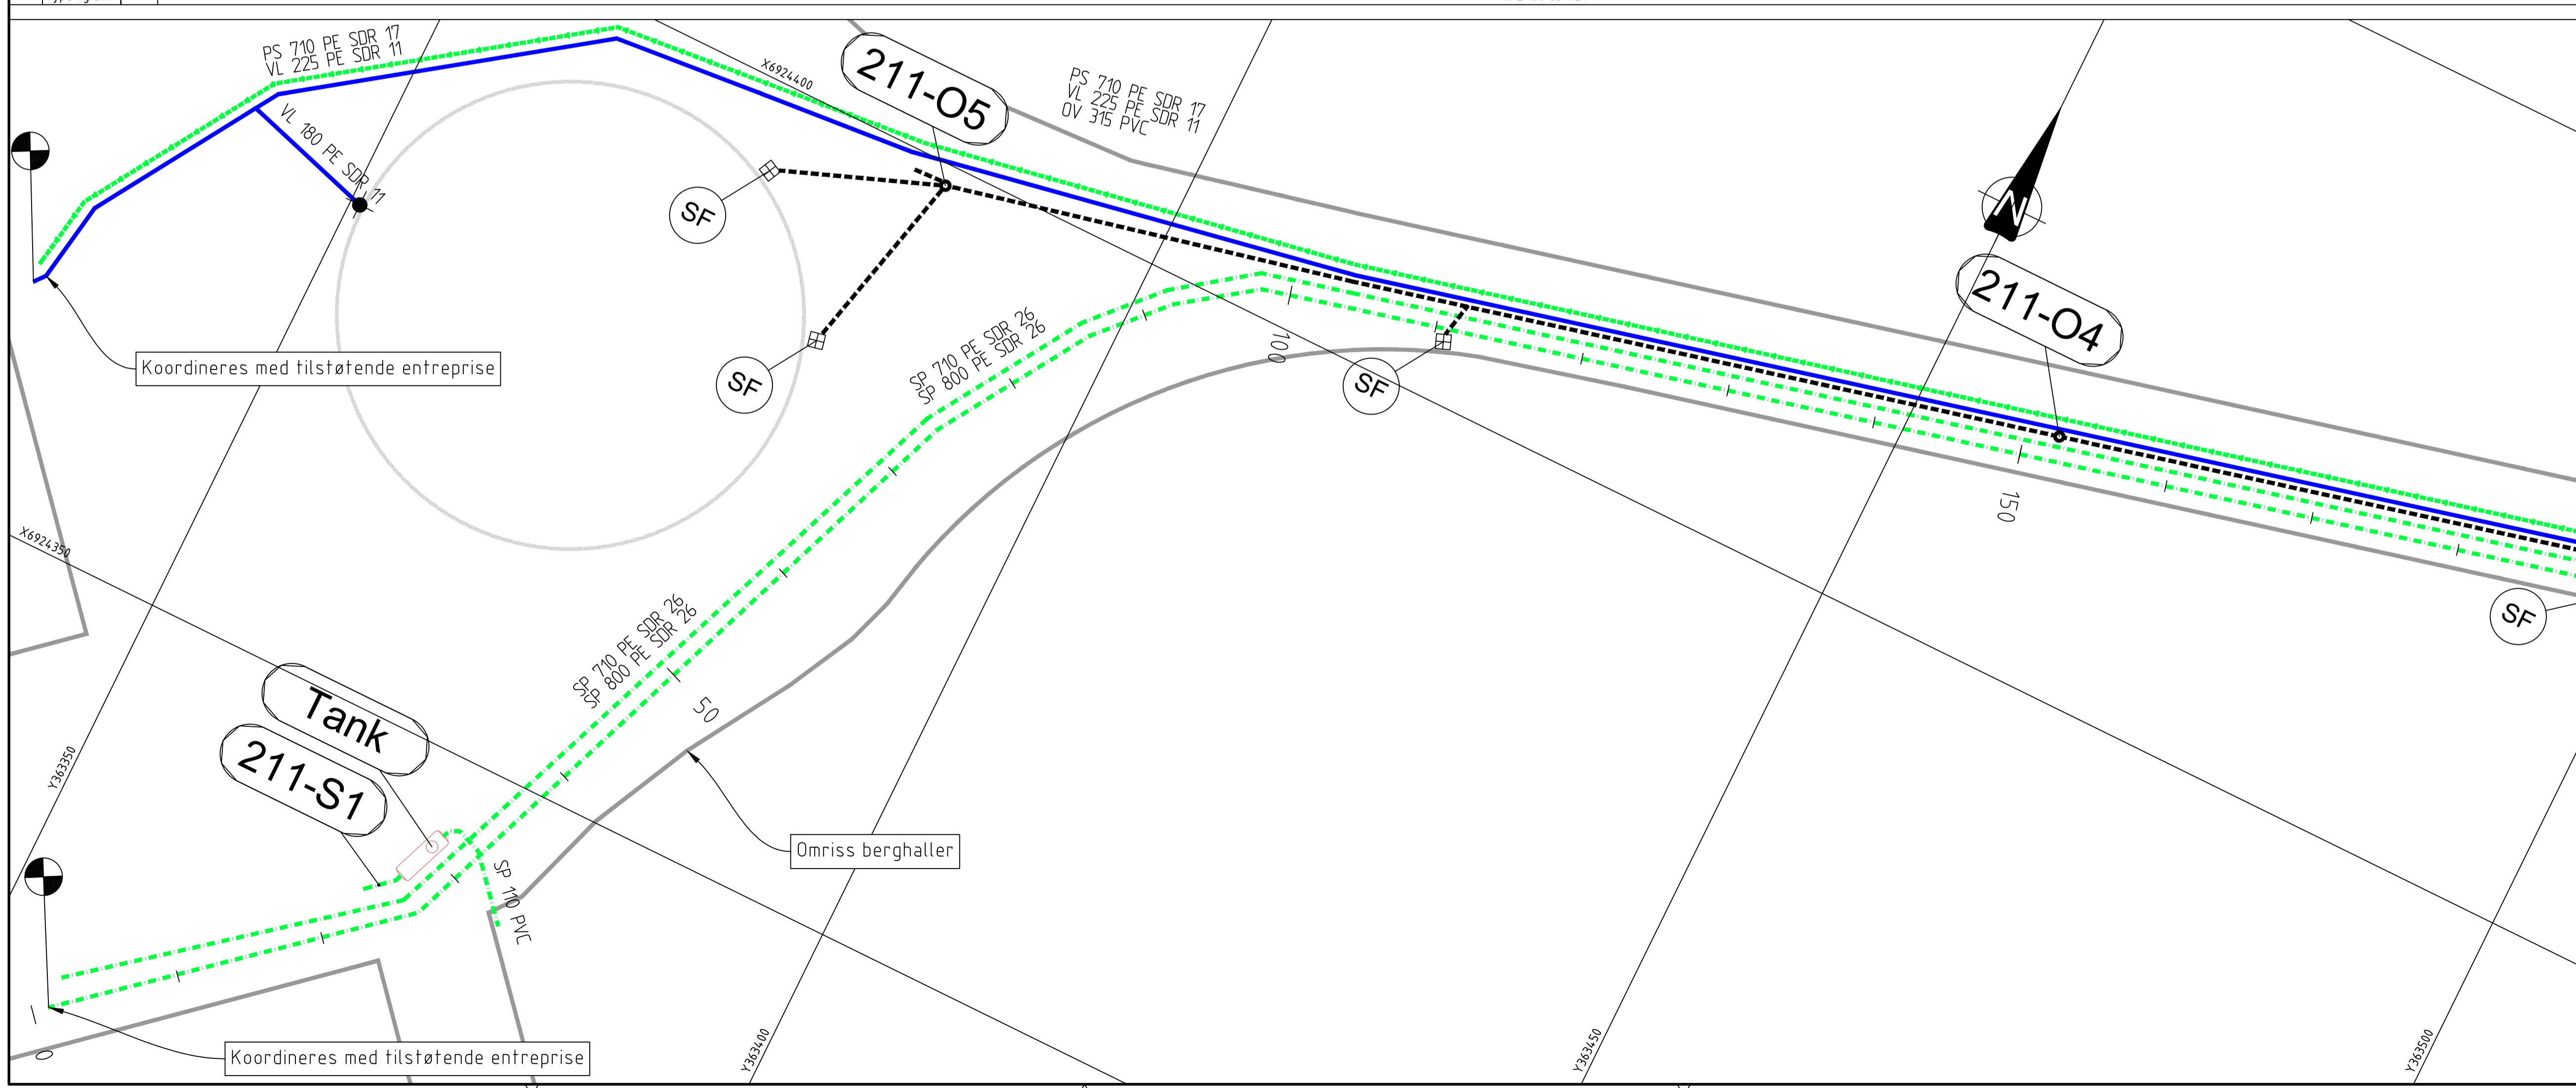 PS 710 PE SDR 17
VL 225 PE SDR 11
VL 180 PE SDR 11
X6924400
211-O5
PS 710 PE SDR 17
VL 225 PE SDR 11
OV 315 PVC
N
SF
SF
SF
211-O4
Koordineres med tilstøtende entreprise
SP 710 PE SDR 26
SP 800 PE SDR 26
100
150
X6924350
SF
SP 710 PE SDR 26
SP 800 PE SDR 26
50
Tank
211-S1
Y363350
Omriss berghaller
SP 110 PVC
Koordineres med tilstøtende entreprise
0
Y363400
Y363450
Y363500